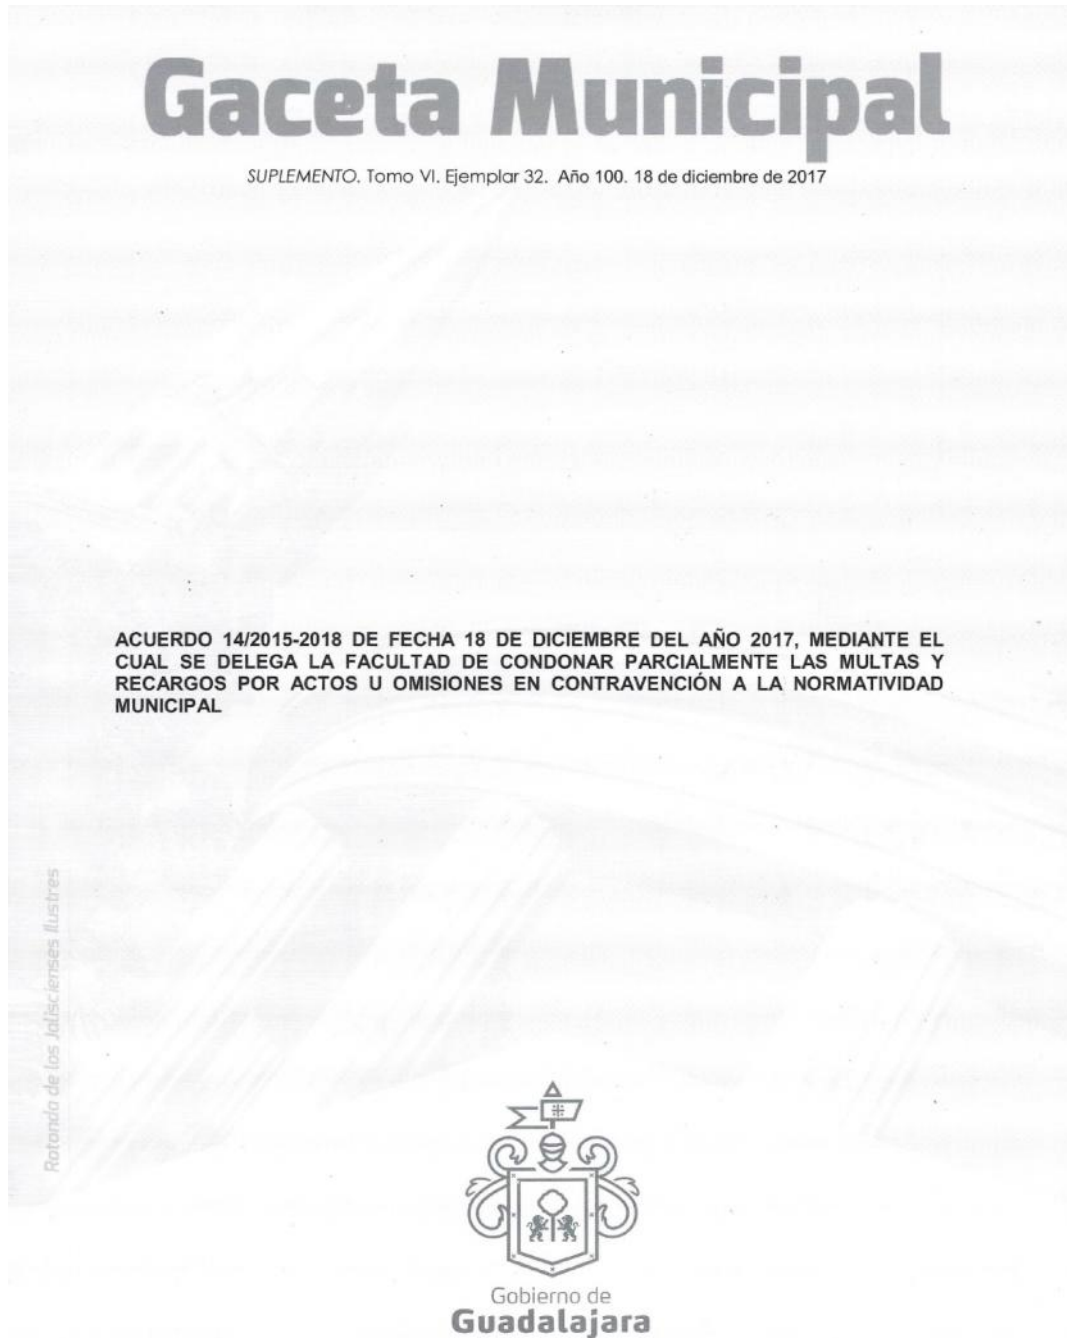 Gaceta Municipal
SUPLEMENTO. Tomo VI. Ejemplar 32. Año 100. 18 de diciembre de 2017
ACUERDO 14/2015-2018 DE FECHA 18 DE DICIEMBRE DEL AÑO 2017, MEDIANTE EL
CUAL SE DELEGA LA FACULTAD DE CONDONAR PARCIALMENTE LAS MULTAS Y
RECARGOS POR ACTOS U OMISIONES EN CONTRAVENCIÓN A LA NORMATIVIDAD
MUNICIPAL
Rotonda de los Jaliscienses Ilustres
Gobierno de
Guadalajara